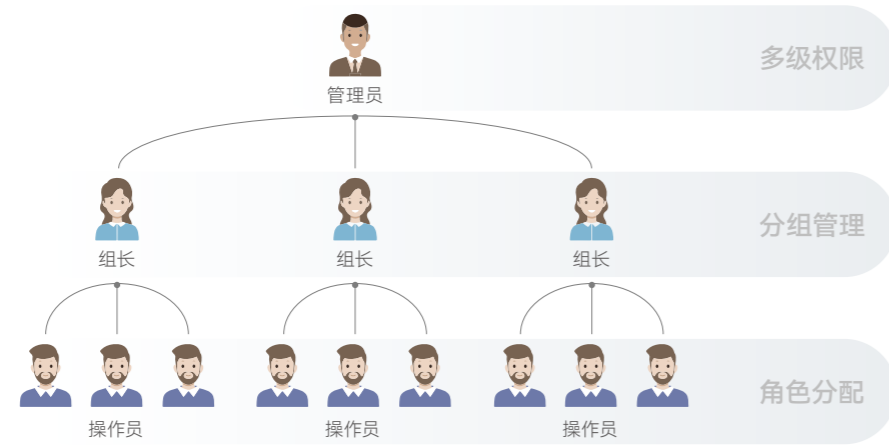 多级权限
管理员
分组管理
组长
组长
组长
角色分配
操作员
操作员
操作员